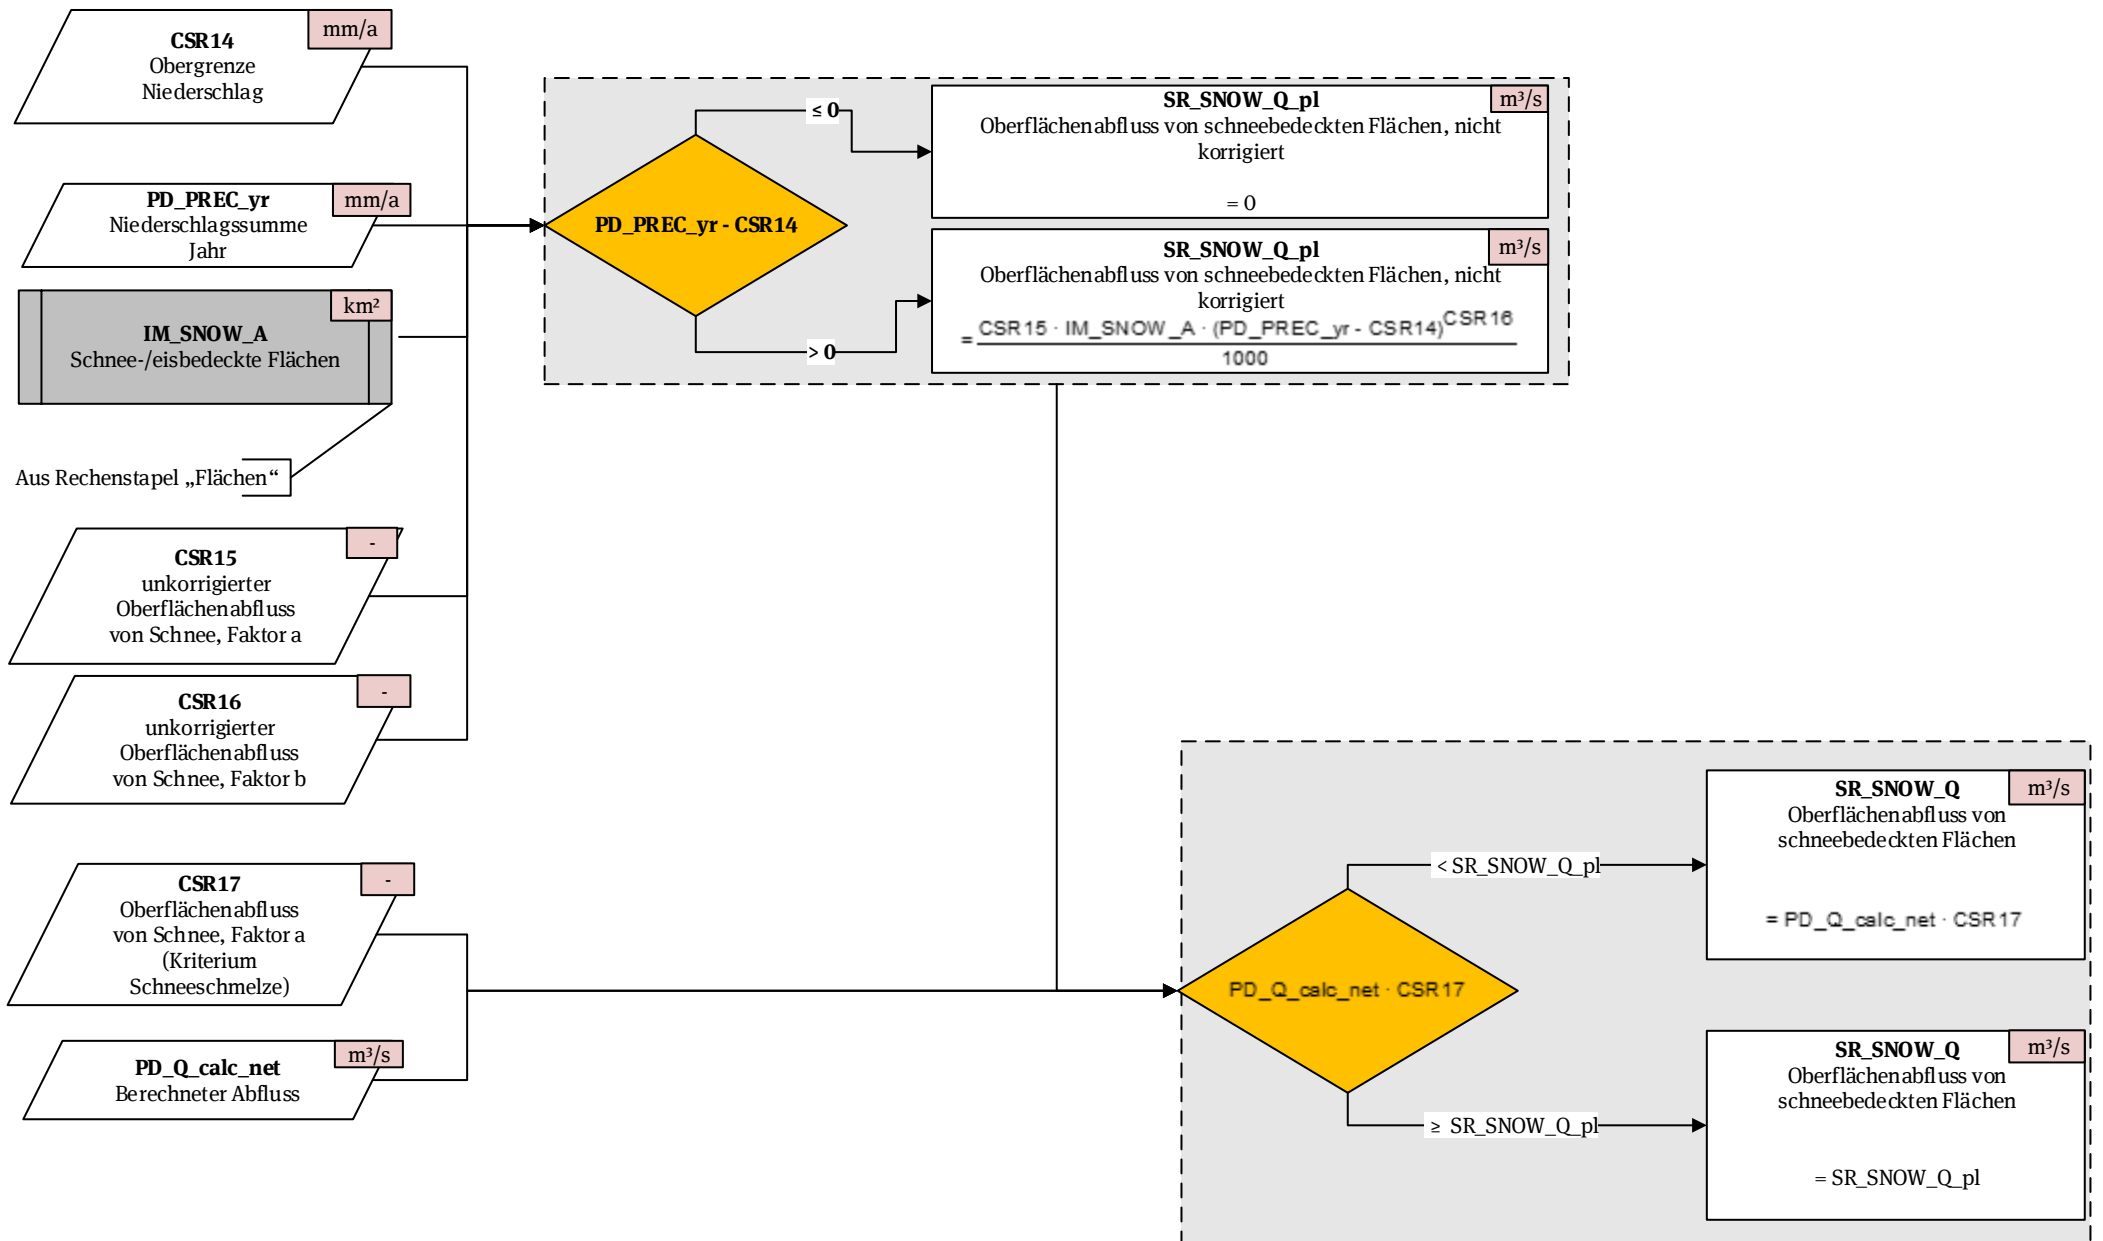 CSR14
mm/a
Obergrenze
Niederschlag
PD_PREC_yr
mm/a
Niederschlagssumme
Jahr
IM_SNOW_A
km²
Schnee-/eisbedeckte Flächen
Aus Rechenstapel „Flächen“
CSR15
-
unkorrigierter
Oberflächenabfluss
von Schnee, Faktor a
CSR16
-
unkorrigierter
Oberflächenabfluss
von Schnee, Faktor b
CSR17
-
Oberflächenabfluss
von Schnee, Faktor a
(Kriterium
Schneeschmelze)
PD_Q_calc_net
m³/s
Berechneter Abfluss
PD_PREC_yr - CSR14
≤ 0
> 0
SR_SNOW_Q_pl
m³/s
Oberflächenabfluss von schneebedeckten Flächen, nicht
korrigiert
= 0
SR_SNOW_Q_pl
m³/s
Oberflächenabfluss von schneebedeckten Flächen, nicht
korrigiert
= CSR15 · IM_SNOW_A · (PD_PREC_yr - CSR14)^CSR16
1000
PD_Q_calc_net · CSR17
< SR_SNOW_Q_pl
≥ SR_SNOW_Q_pl
SR_SNOW_Q
m³/s
Oberflächenabfluss von
schneebedeckten Flächen
= PD_Q_calc_net · CSR17
SR_SNOW_Q
m³/s
Oberflächenabfluss von
schneebedeckten Flächen
= SR_SNOW_Q_pl